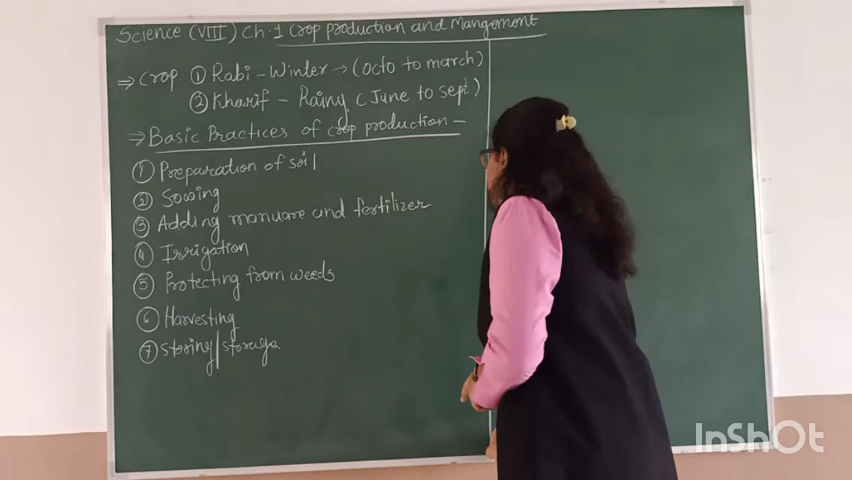 Science (VIII) Ch.1 Crop production and Mangement
⇒ Crop ① Rabi - Winter → (Octo to march)
② Kharif - Rainy (June to sept)
⇒ Basic Practices of crop production -
① Preparation of soil
② Sowing
③ Adding manuare and fertilizer
④ Irrigation
⑤ Protecting from weeds
⑥ Harvesting
⑦ Storing/storage.
InShOt